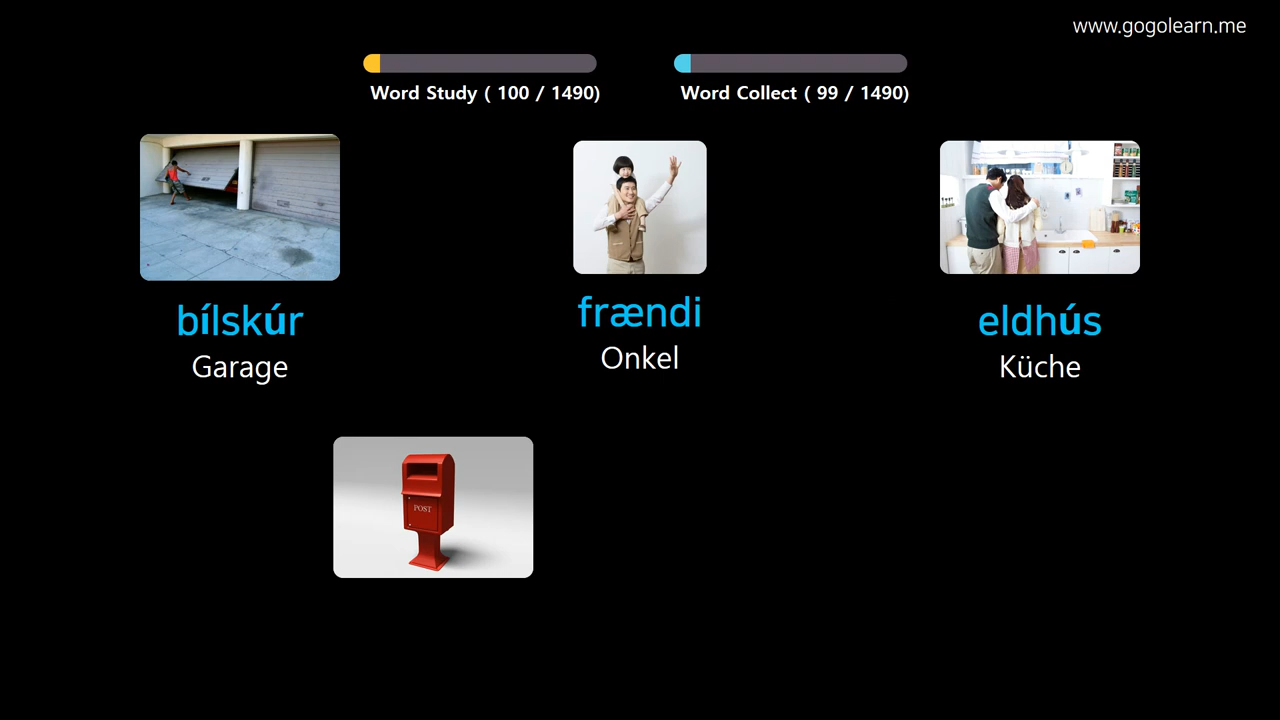 www.gogolearn.me
Word Study ( 100 / 1490)
Word Collect ( 99 / 1490)
bílskúr
Garage
frændi
Onkel
eldhús
Küche
POST